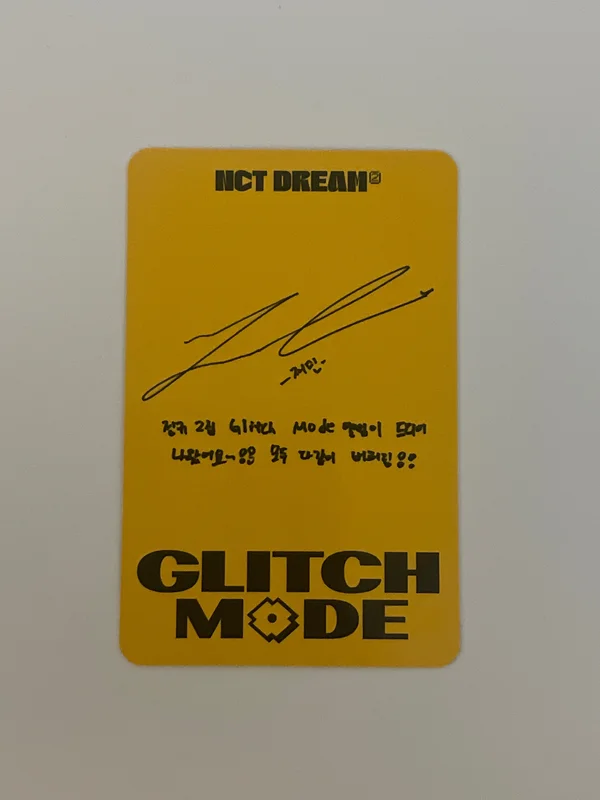 NCT DREAM
-재민-
정규 2집 Glitch Mode 앨범이 드디어
나왔어요~!! 모두 다같이 버퍼링!!
GLITCH
MODE